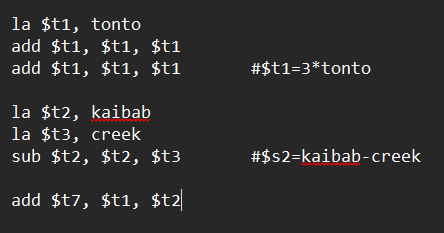 la $t1, tonto
add $t1, $t1, $t1
add $t1, $t1, $t1 #$t1=3*tonto
la $t2, kaibab
la $t3, creek
sub $t2, $t2, $t3 #$s2=kaibab-creek
add $t7, $t1, $t2